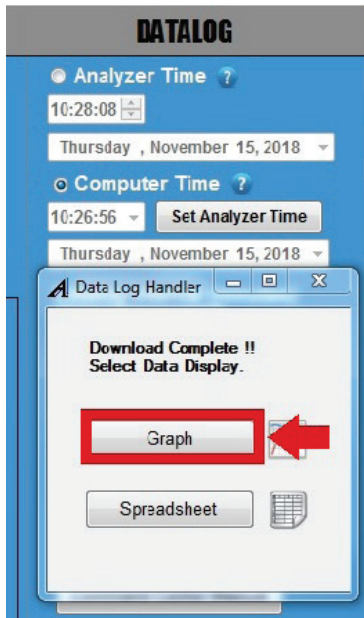 DATALOG
Analyzer Time ?
10:28:08
Thursday , November 15, 2018
Computer Time ?
10:26:56 Set Analyzer Time
Thursday , November 15, 2018
Data Log Handler
Download Complete !!
Select Data Display.
Graph
Spreadsheet